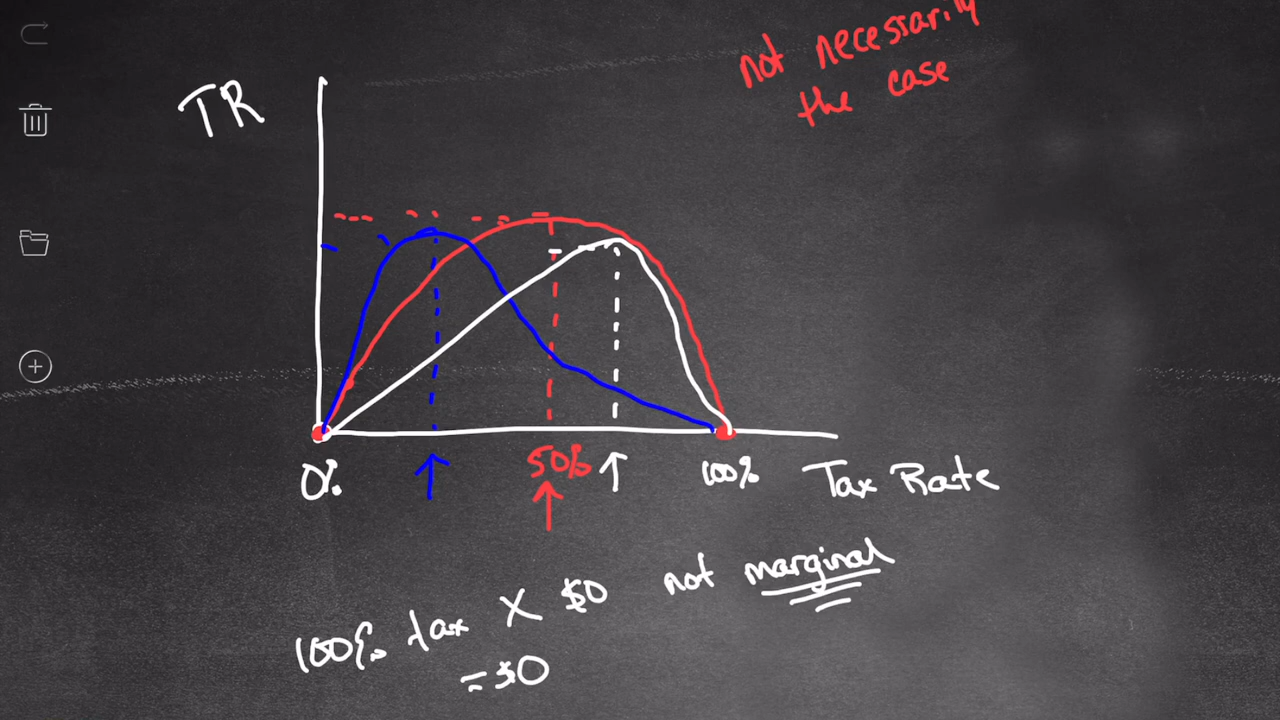 not necessarily
the case
TR
0%
50%
100%
Tax Rate
100% tax X $0 not marginal
= $0